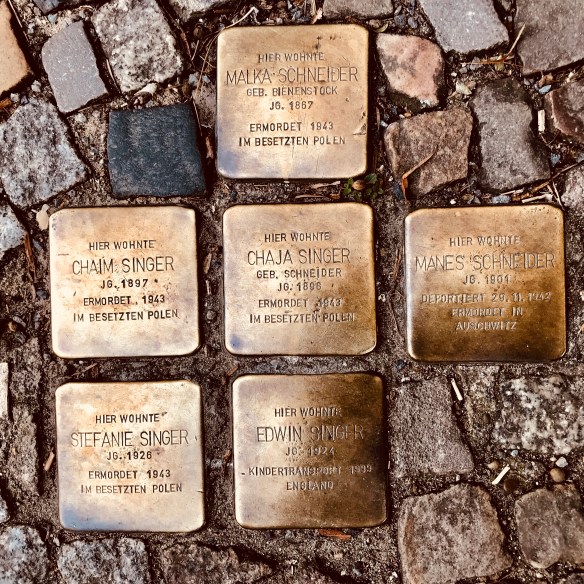 HIER WOHNTE
MALKA SCHNEIDER
GEB. BIENENSTOCK
JG. 1867
ERMORDET 1943
IM BESETZTEN POLEN
HIER WOHNTE
CHAIM SINGER
JG. 1897
ERMORDET 1943
IM BESETZTEN POLEN
HIER WOHNTE
CHAJA SINGER
GEB. SCHNEIDER
JG. 1898
ERMORDET 1943
IM BESETZTEN POLEN
HIER WOHNTE
MANES SCHNEIDER
JG.
DEPORTIERT 29. 11. 1942
ERMORDET IN
AUSCHWITZ
HIER WOHNTE
STEFANIE SINGER
JG. 1926
ERMORDET 1943
IM BESETZTEN POLEN
HIER WOHNTE
EDWIN SINGER
JG. 1924
KINDERTRANSPORT 1939
ENGLAND